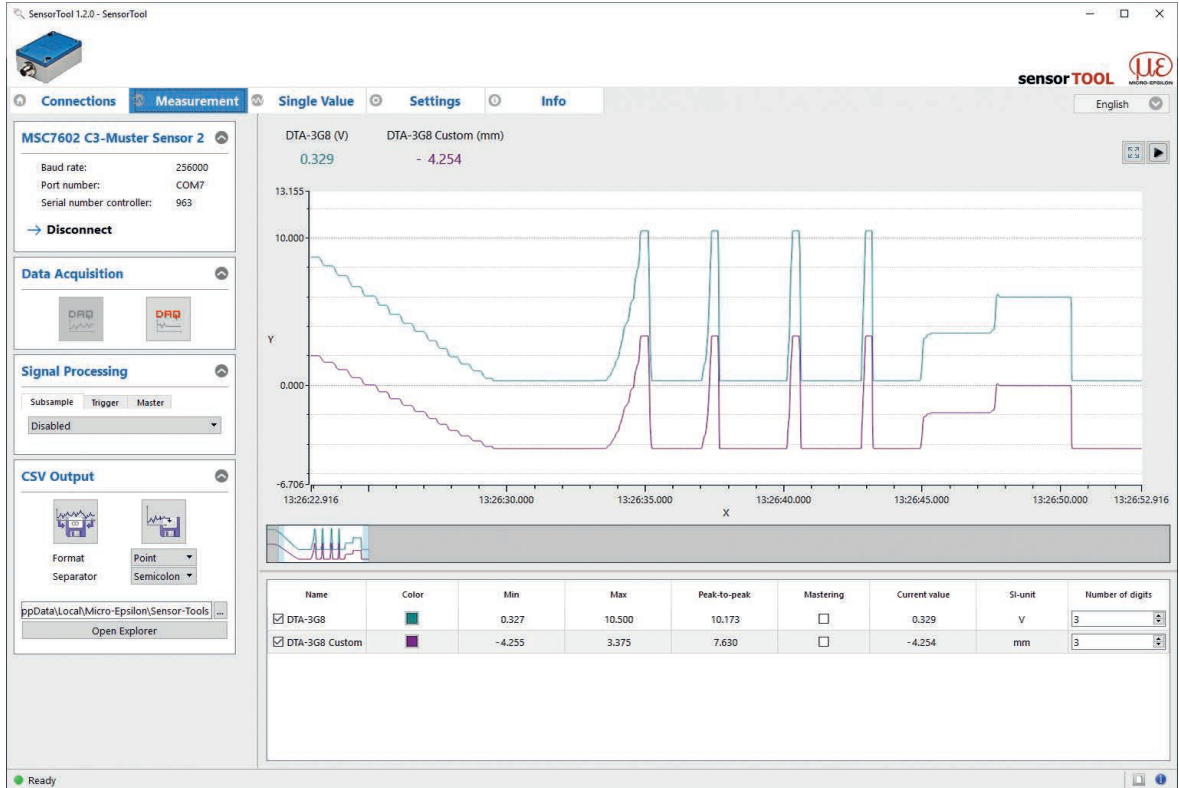 SensorTool 1.2.0 - SensorTool
sensorTOOL
MICRO-EPSILON
Connections Measurement Single Value Settings Info
English
MSC7602 C3-Muster Sensor 2
Baud rate: 256000
Port number: COM7
Serial number controller: 963
→ Disconnect
Data Acquisition
DAQ DAQ
Signal Processing
Subsample Trigger Master
Disabled
CSV Output
Format Point
Separator Semicolon
ppData\Local\Micro-Epsilon\Sensor-Tools ...
Open Explorer
DTA-3G8 (V) DTA-3G8 Custom (mm)
0.329 - 4.254
13.155
10.000
Y
0.000
-6.706
13:26:22.916 13:26:30.000 13:26:35.000 13:26:40.000 13:26:45.000 13:26:50.000 13:26:52.916
X
Name Color Min Max Peak-to-peak Mastering Current value SI-unit Number of digits
DTA-3G8 0.327 10.500 10.173 0.329 V 3
DTA-3G8 Custom -4.255 3.375 7.630 -4.254 mm 3
Ready